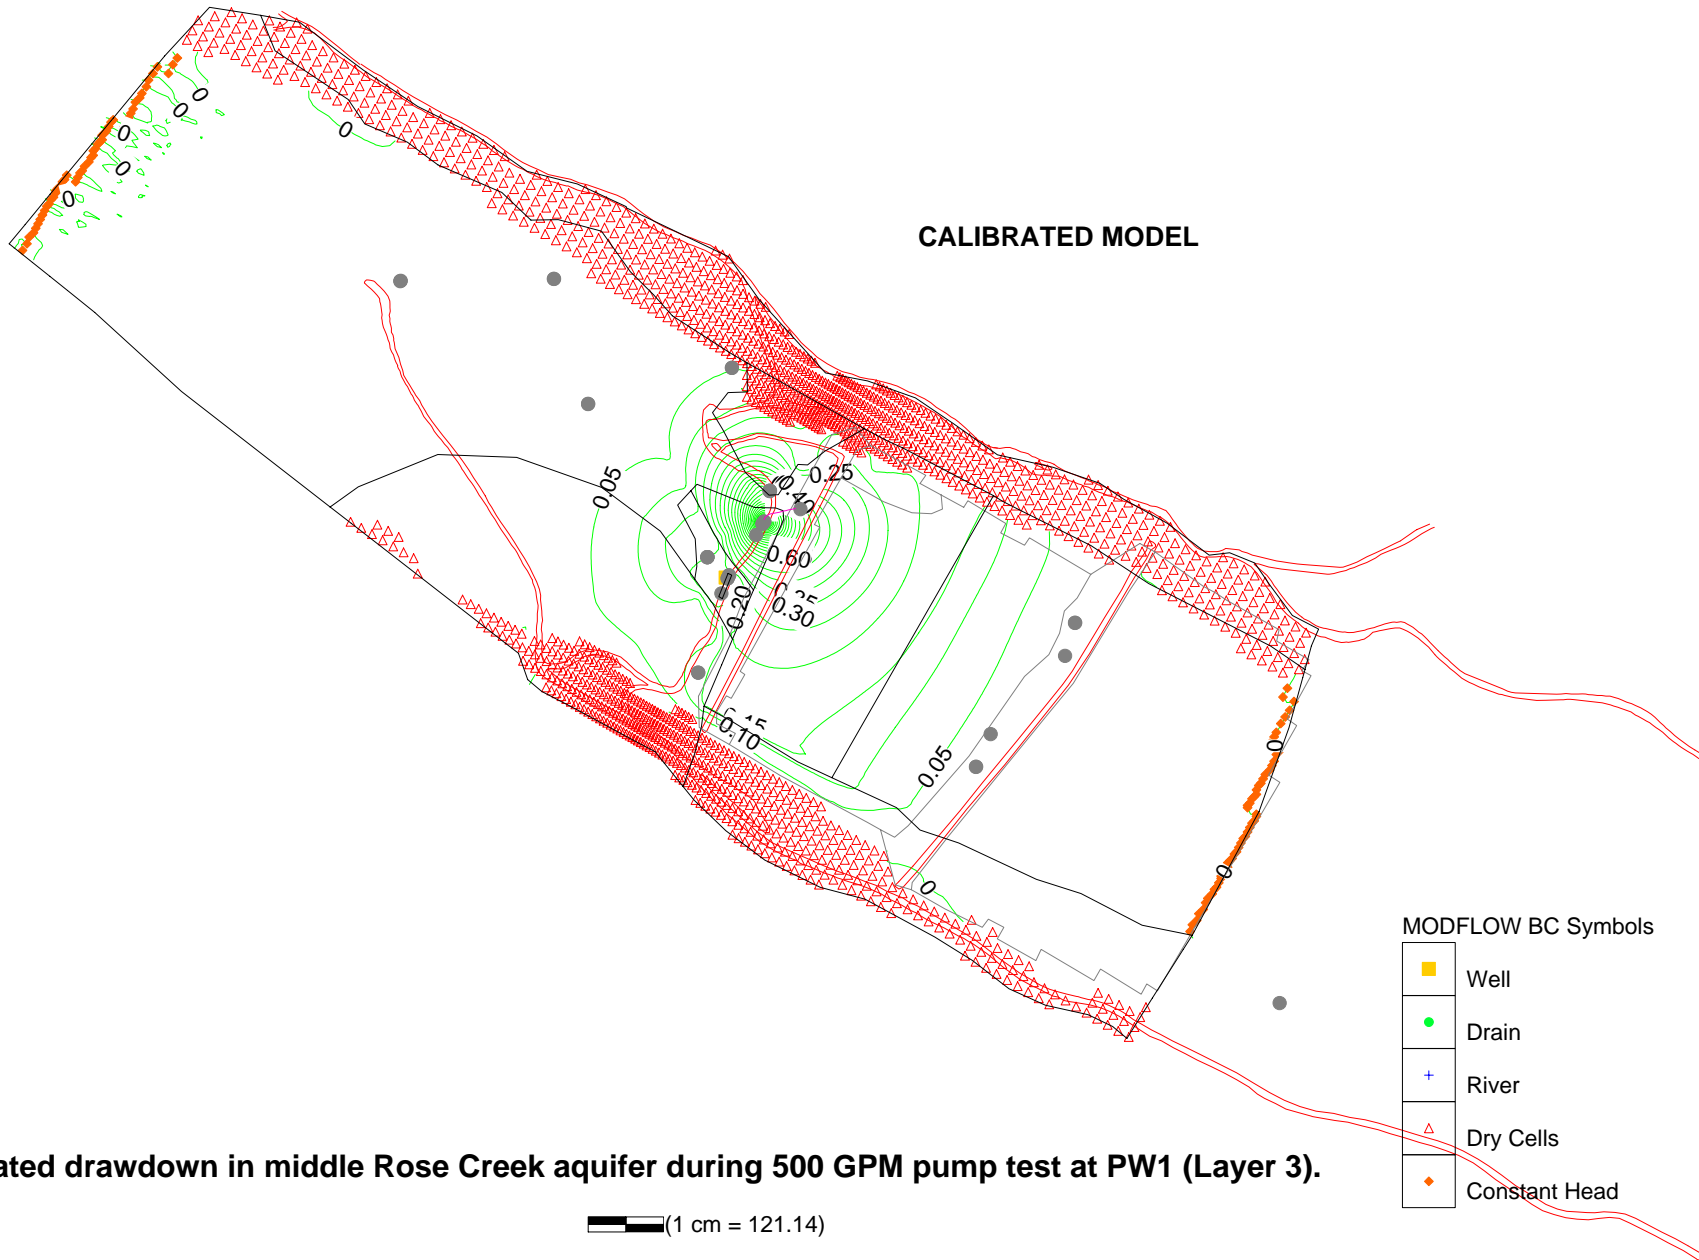 CALIBRATED MODEL
0
0
0
0
0
0
0.05
0.25
0.40
0.60
0.30
0.20
0.10
0.05
0
0
0
MODFLOW BC Symbols
Well
Drain
River
Dry Cells
Constant Head
ated drawdown in middle Rose Creek aquifer during 500 GPM pump test at PW1 (Layer 3).
(1 cm = 121.14)